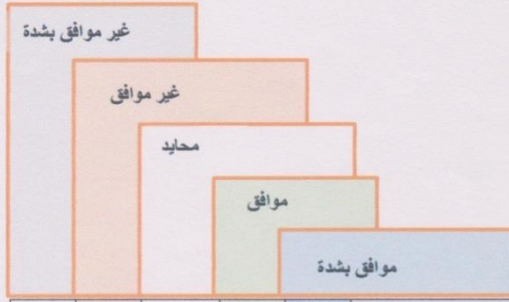 غير موافق بشدة
غير موافق
محايد
موافق
موافق بشدة